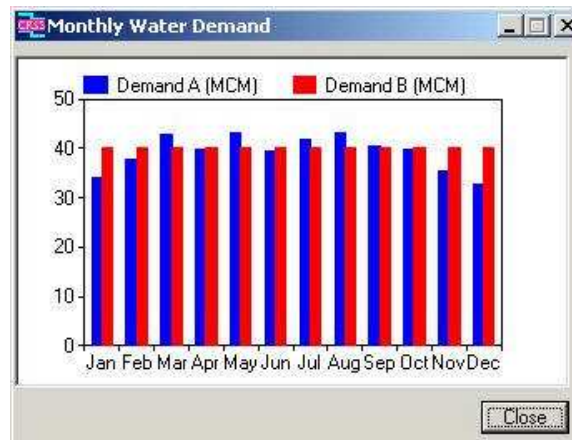 CRSS Monthly Water Demand
Demand A (MCM) Demand B (MCM)
50
40
30
20
10
0
Jan Feb Mar Apr May Jun Jul Aug Sep Oct Nov Dec
Close